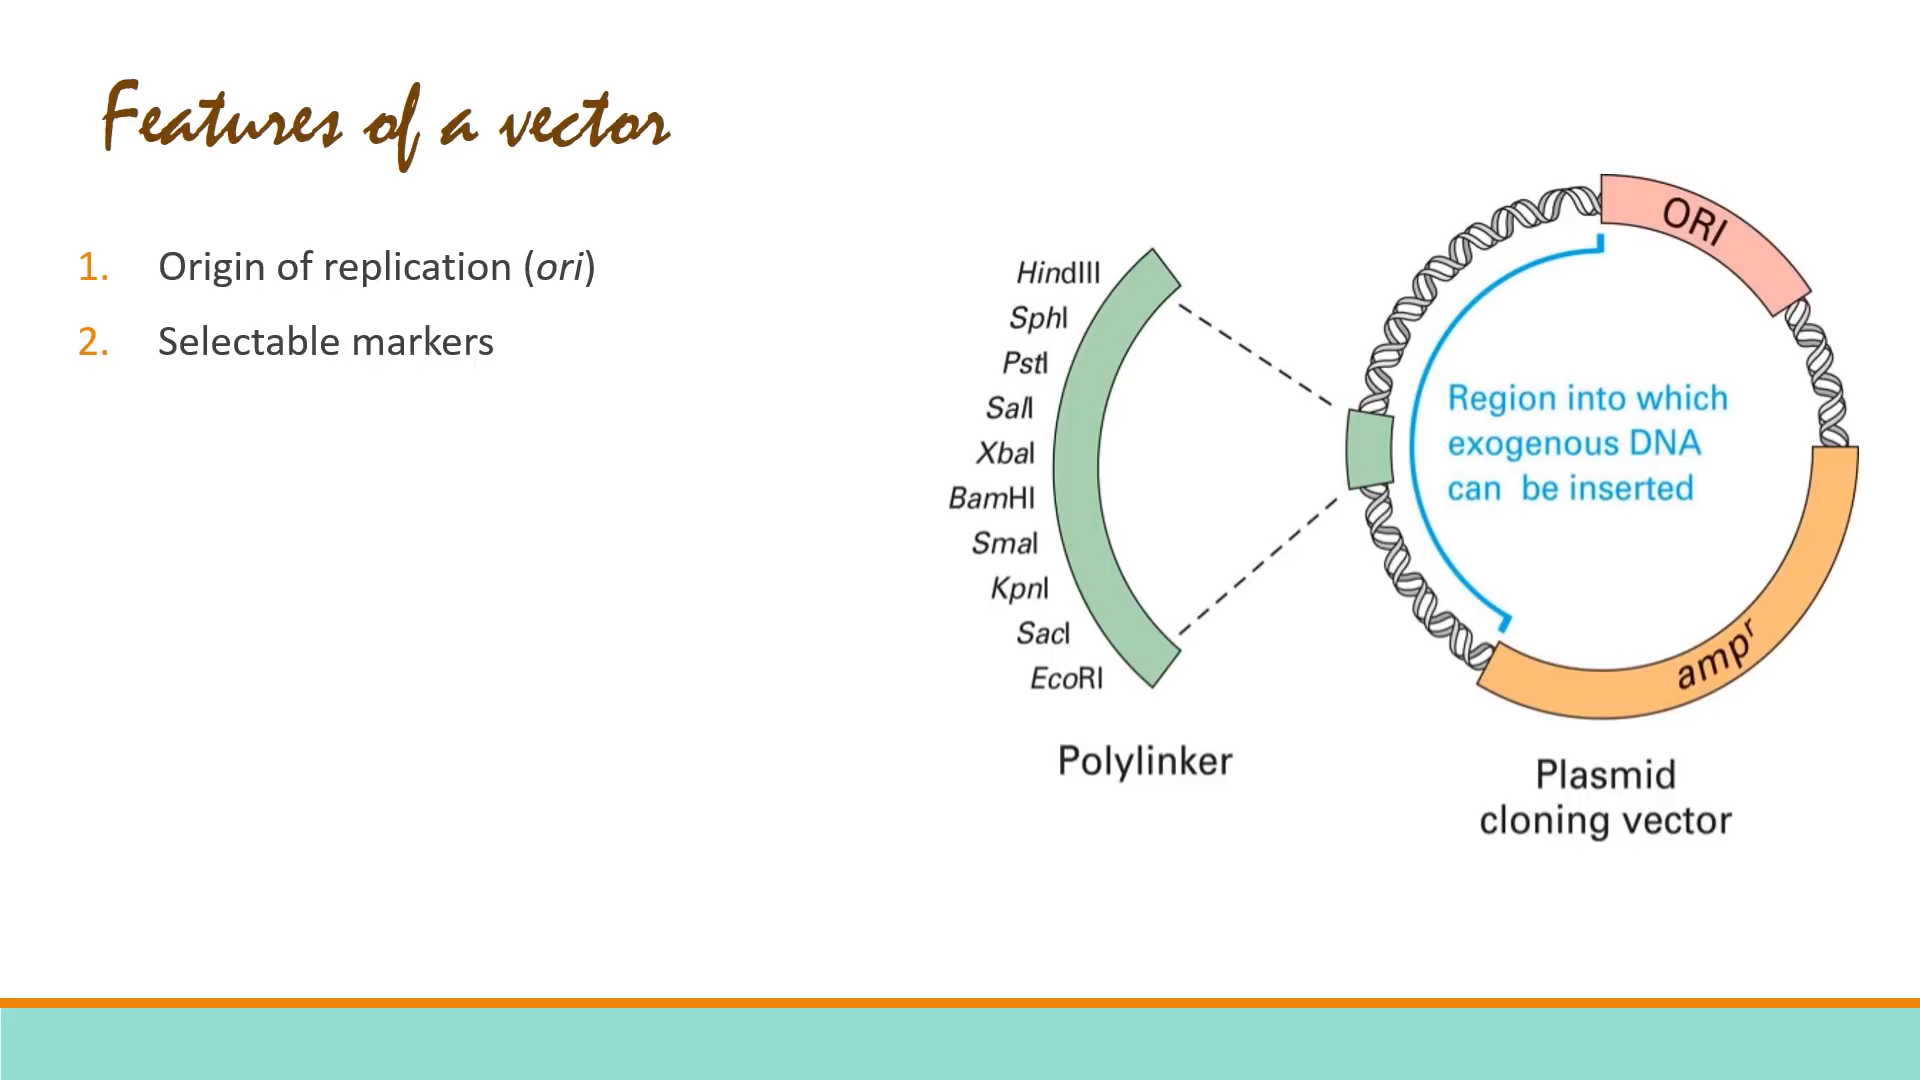 Features of a vector
1. Origin of replication (ori)
2. Selectable markers
HindIII
SphI
PstI
SalI
XbaI
BamHI
SmaI
KpnI
SacI
EcoRI
Polylinker
ORI
Region into which
exogenous DNA
can be inserted
ampʳ
Plasmid
cloning vector